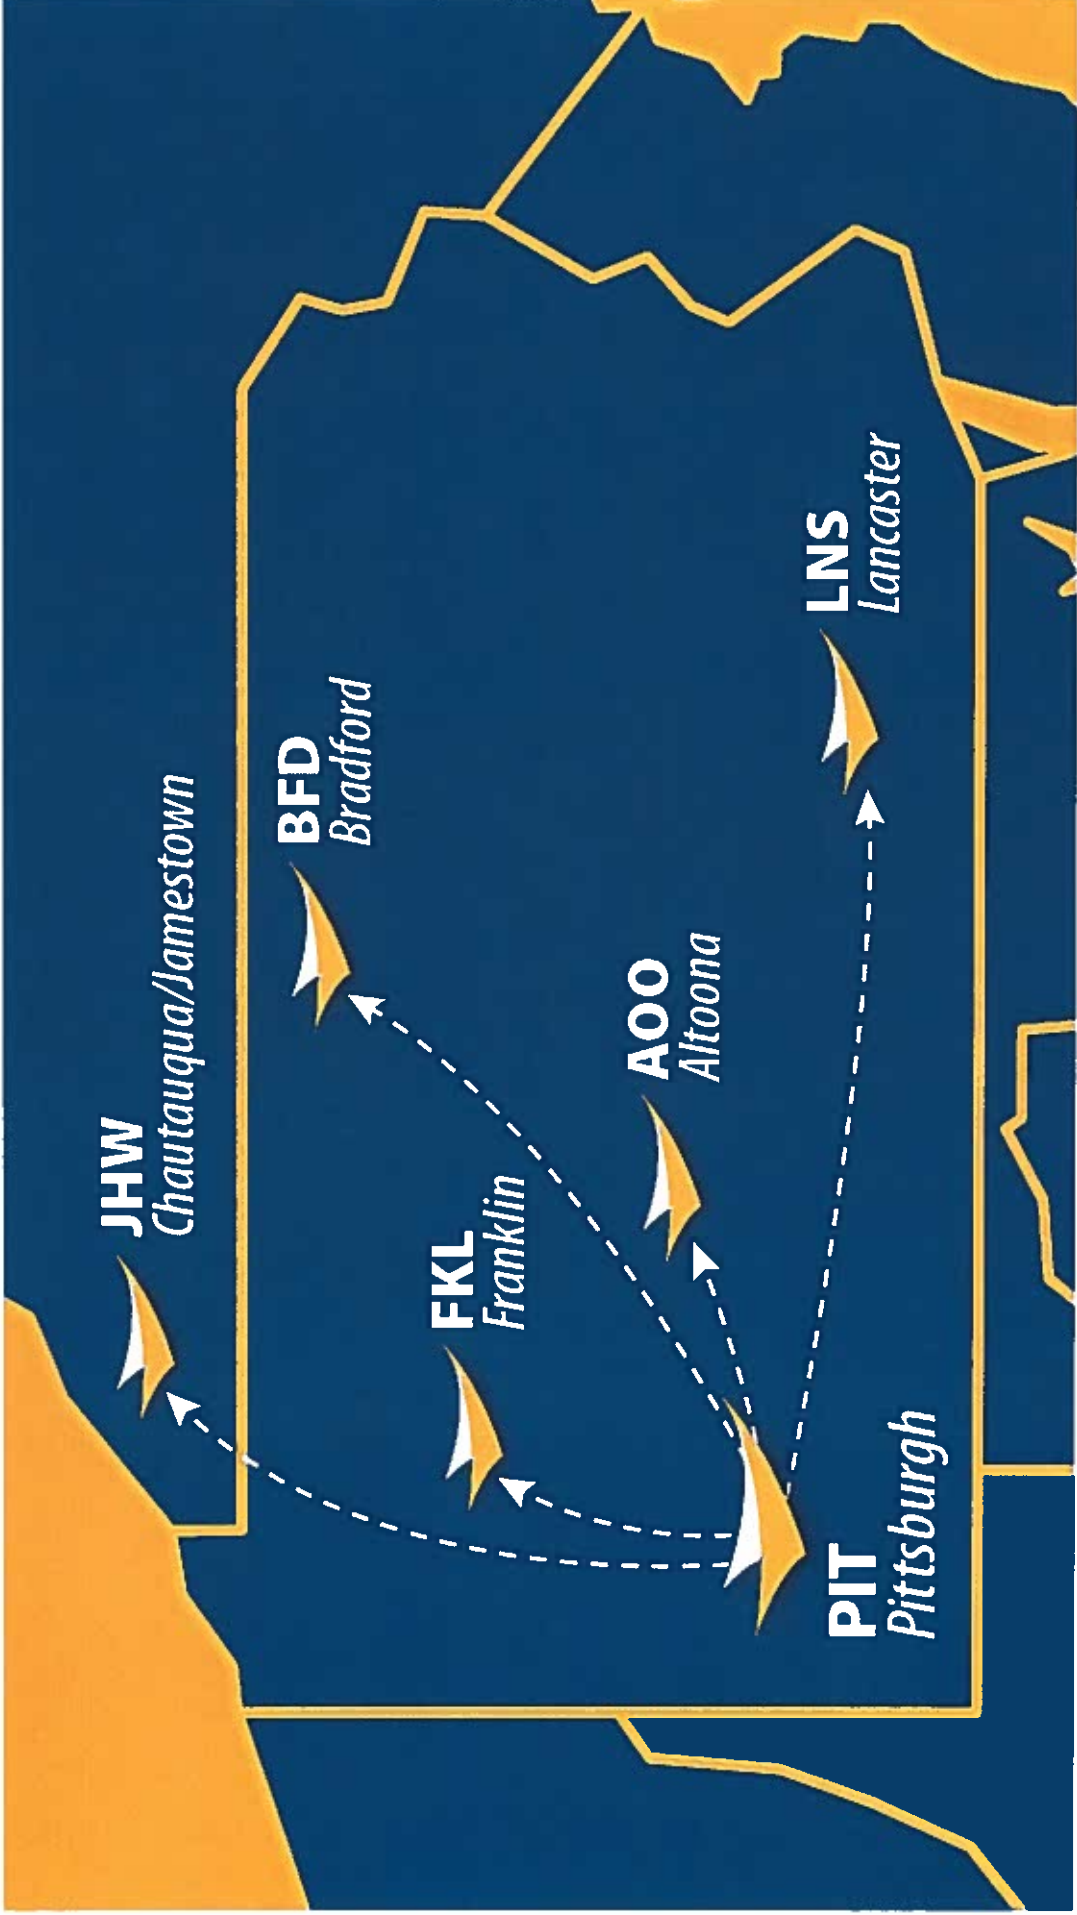 JHW
Chautauqua/Jamestown
BFD
Bradford
FKL
Franklin
AOO
Altoona
LNS
Lancaster
PIT
Pittsburgh